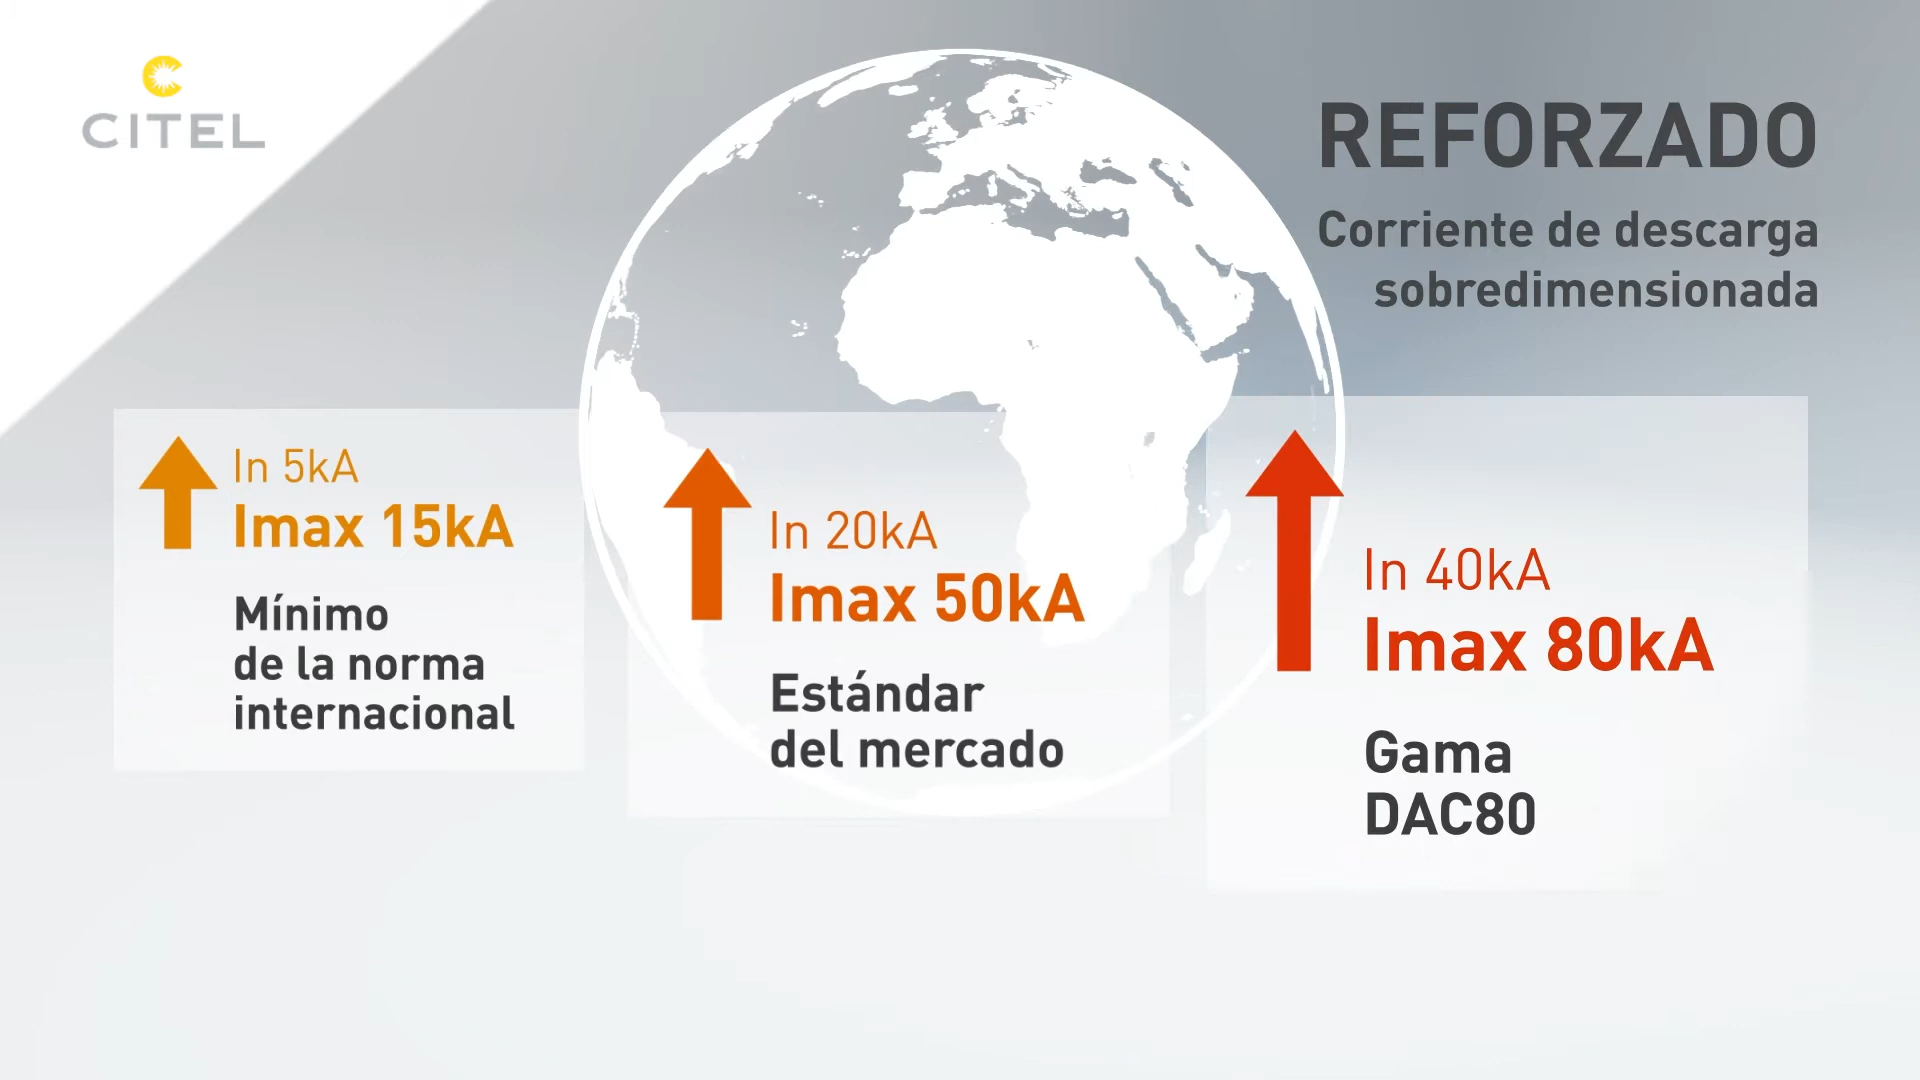 CITEL
REFORZADO
Corriente de descarga
sobredimensionada
In 5kA
Imax 15kA
Mínimo
de la norma
internacional
In 20kA
Imax 50kA
Estándar
del mercado
In 40kA
Imax 80kA
Gama
DAC80